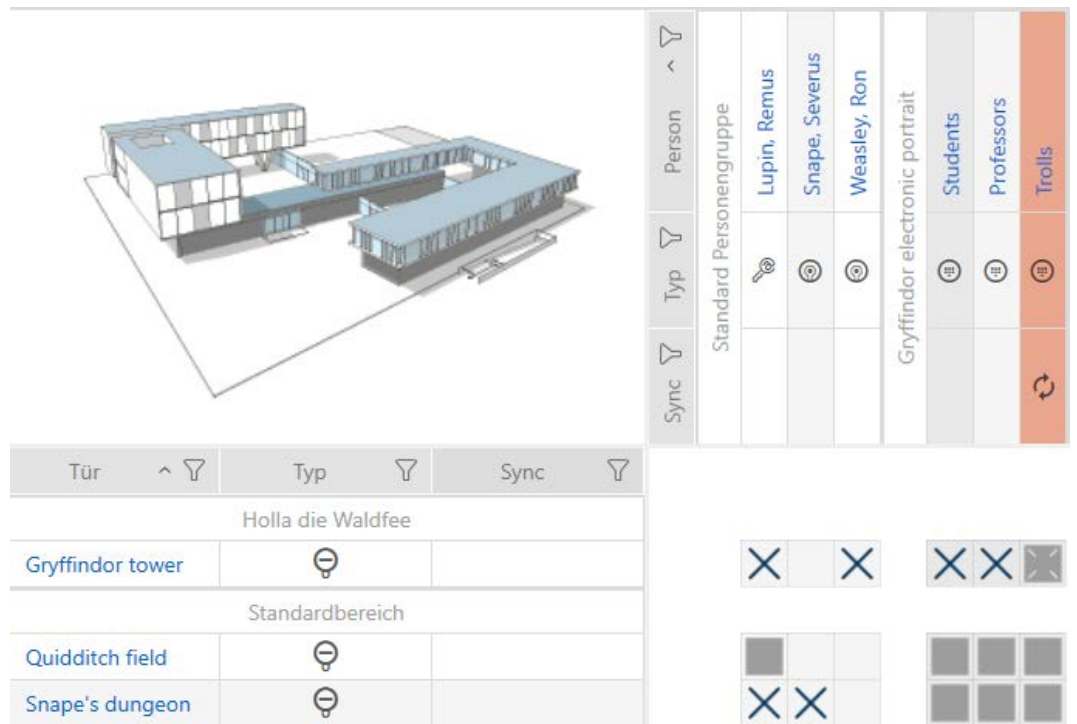 Person
Typ
Sync
Standard Personengruppe
Lupin, Remus
Snape, Severus
Weasley, Ron
Gryffindor electronic portrait
Students
Professors
Trolls
Tür
Typ
Sync
Holla die Waldfee
Gryffindor tower
Standardbereich
Quidditch field
Snape's dungeon